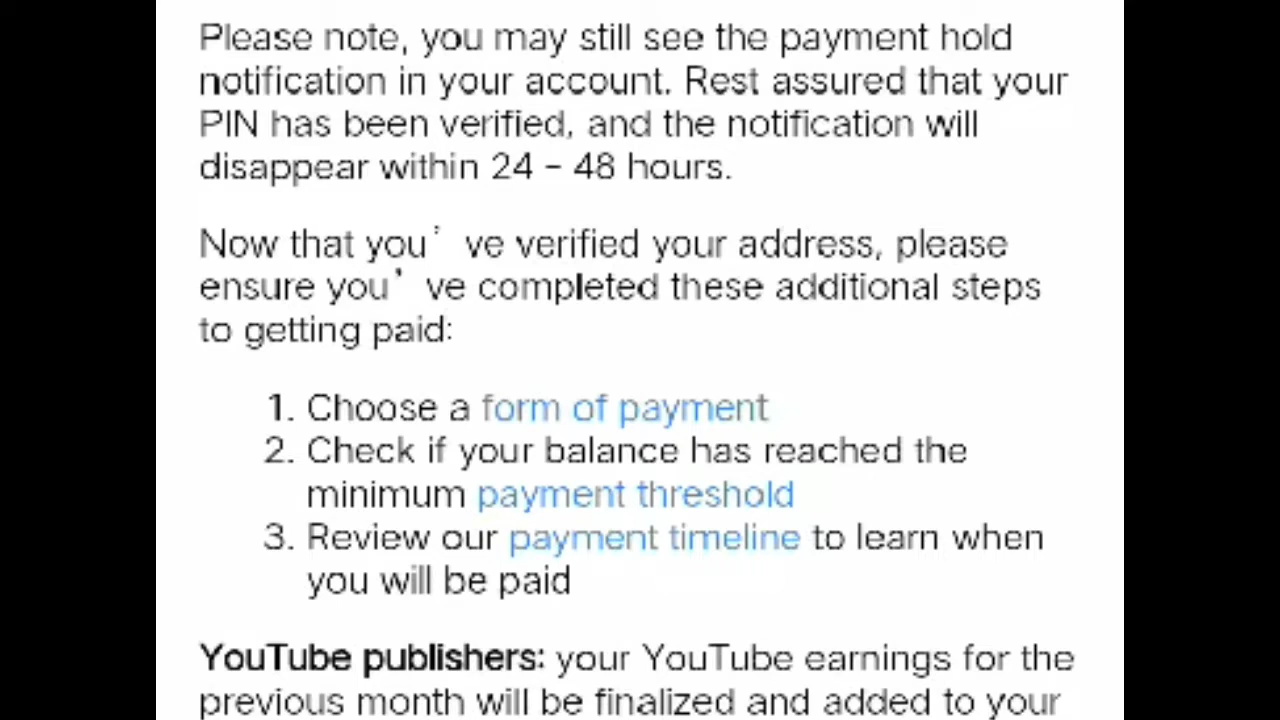 Please note, you may still see the payment hold
notification in your account. Rest assured that your
PIN has been verified, and the notification will
disappear within 24 – 48 hours.
Now that you’ ve verified your address, please
ensure you’ ve completed these additional steps
to getting paid:
1. Choose a form of payment
2. Check if your balance has reached the
minimum payment threshold
3. Review our payment timeline to learn when
you will be paid
YouTube publishers: your YouTube earnings for the
previous month will be finalized and added to your